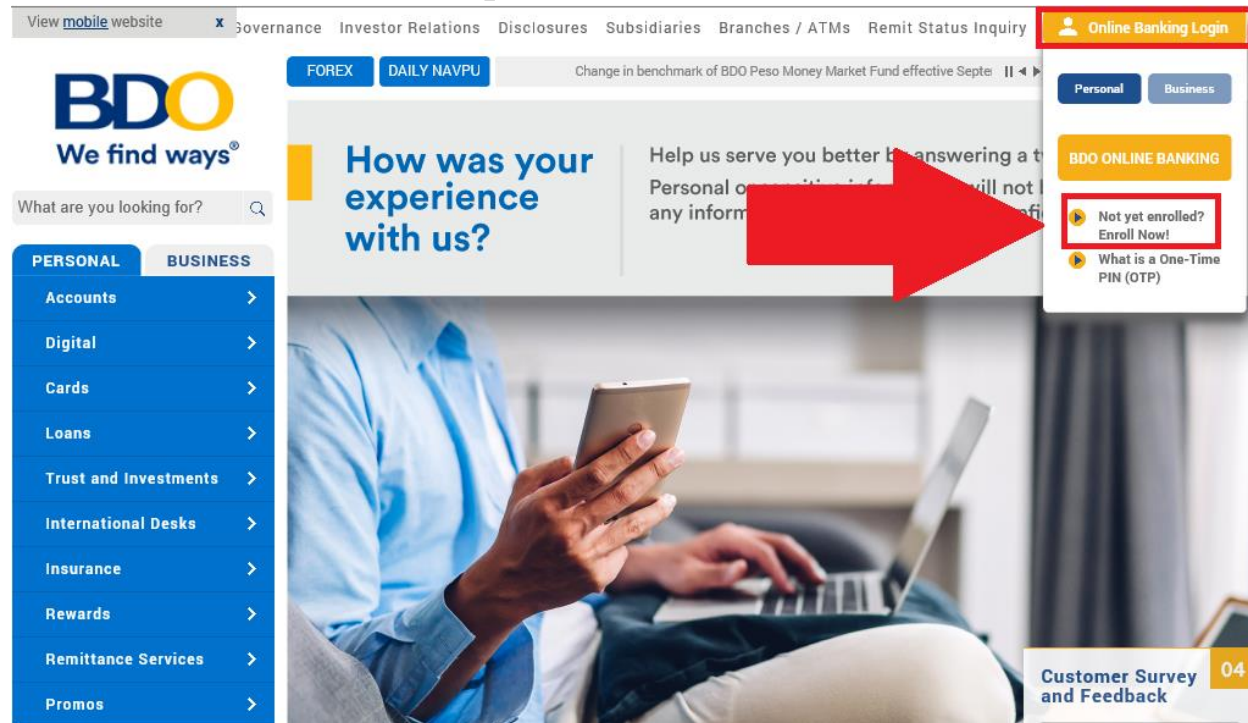 View mobile website x
Governance Investor Relations Disclosures Subsidiaries Branches / ATMs Remit Status Inquiry
Online Banking Login
FOREX DAILY NAVPU
Change in benchmark of BDO Peso Money Market Fund effective
Personal Business
BDO ONLINE BANKING
Not yet enrolled?
Enroll Now!
What is a One-Time
PIN (OTP)
BDO
We find ways®
What are you looking for?
PERSONAL BUSINESS
Accounts
Digital
Cards
Loans
Trust and Investments
International Desks
Insurance
Rewards
Remittance Services
Promos
How was your
experience
with us?
Help us serve you better by answering a
Personal or will not
any
Customer Survey
and Feedback
04